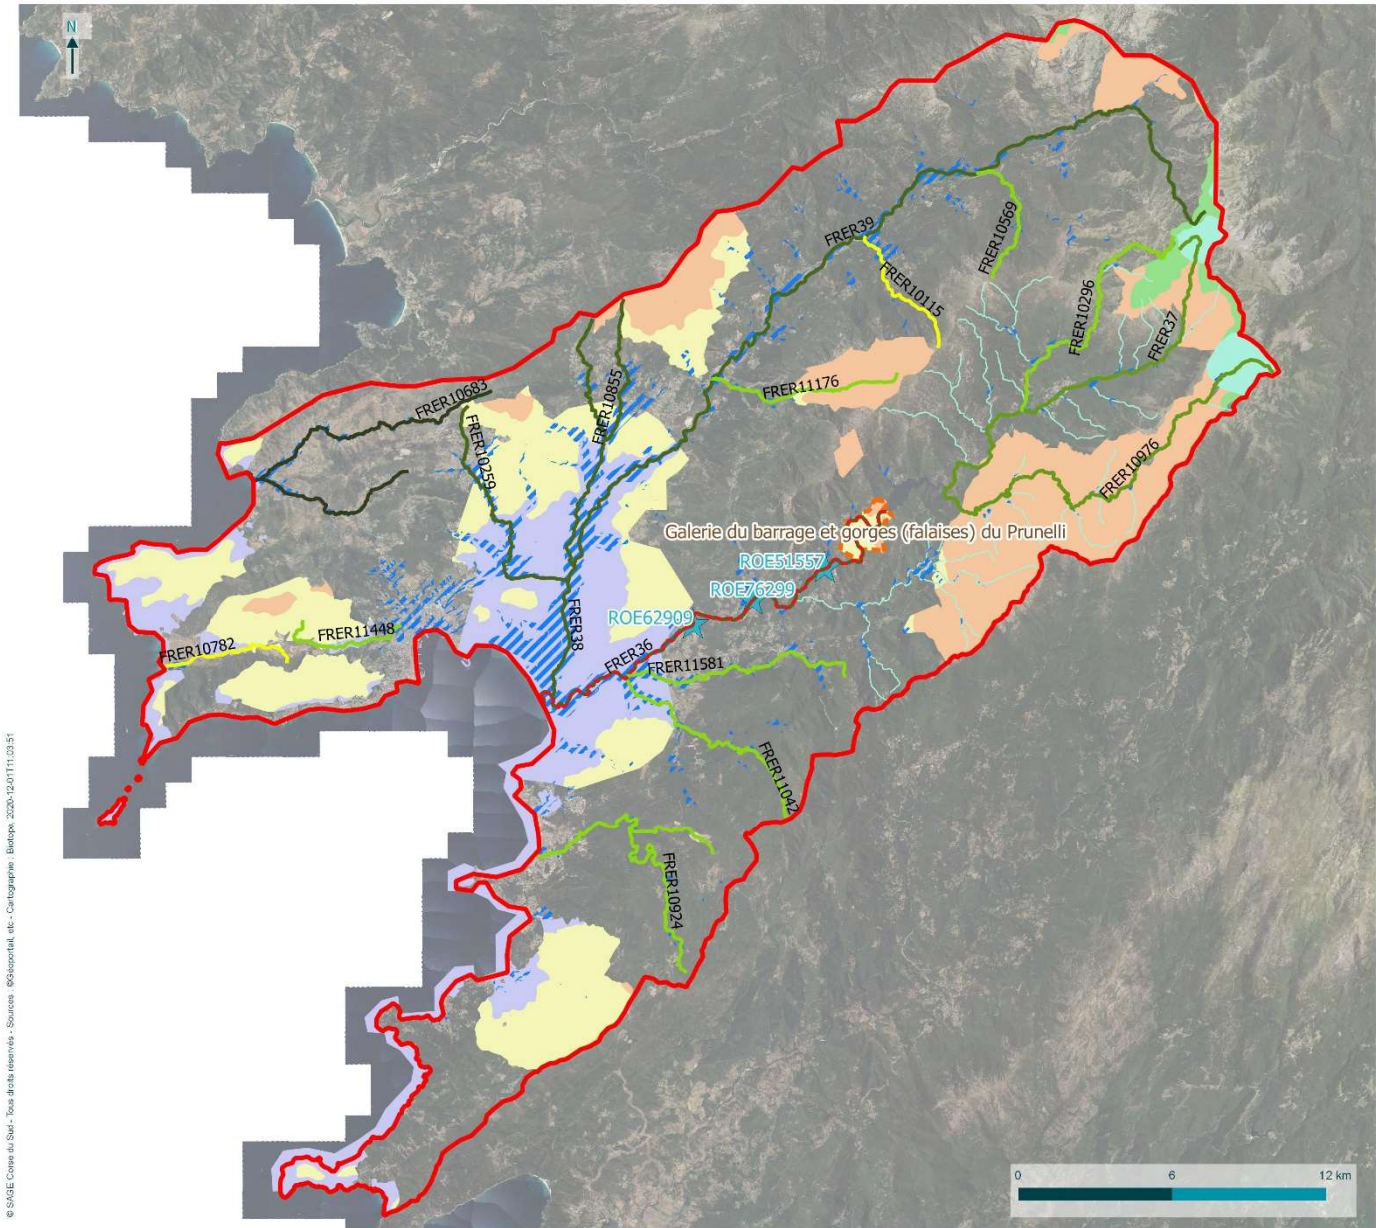 N
FRER39
FRER10569
FRER10115
FRER10296
FRER37
FRER11176
FRER10683
FRER10855
FRER10259
FRER10976
Galerie du barrage et gorges (falaises) du Prunelli
ROE51557
ROE76299
ROE62909
FRER11448
FRER10782
FRER38
FRER36
FRER11581
FRER11042
FRER10924
0 6 12 km
© SAGE Corse du Sud - Tous droits réservés - Sources : ©Géoportail, etc - Cartographie : Biotope, 2020-12-01T11:03:51